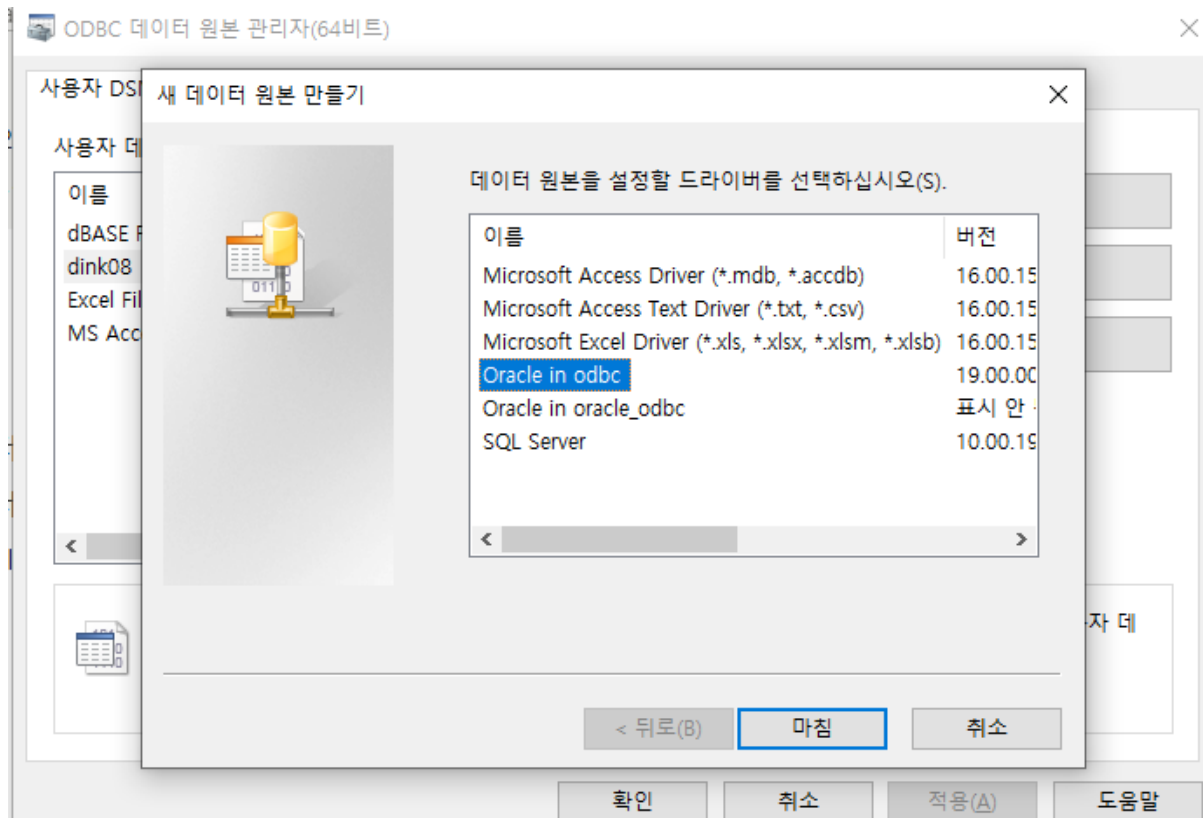 ODBC 데이터 원본 관리자(64비트)
사용자
새 데이터 원본 만들기
사용자
이름
dBASE
dink08
Excel
MS
데이터 원본을 설정할 드라이버를 선택하십시오(S).
이름 버전
Microsoft Access Driver (*.mdb, *.accdb) 16.00.15
Microsoft Access Text Driver (*.txt, *.csv) 16.00.15
Microsoft Excel Driver (*.xls, *.xlsx, *.xlsm, *.xlsb) 16.00.15
Oracle in odbc 19.00.00
Oracle in oracle_odbc 표시 안
SQL Server 10.00.19
< 뒤로(B) 마침 취소
확인 취소 적용(A) 도움말